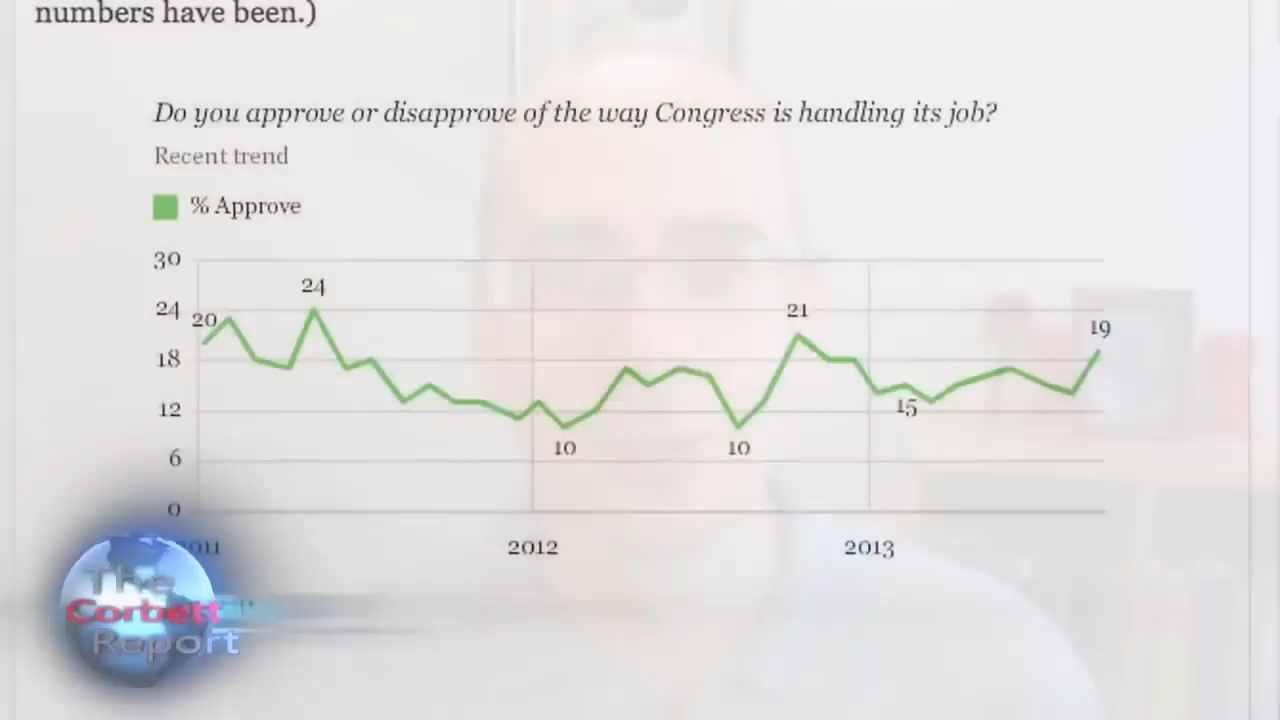 numbers have been.)
Do you approve or disapprove of the way Congress is handling its job?
Recent trend
% Approve
30
24
18
12
6
0
20
24
10
10
21
15
19
2011
2012
2013
The
Corbett
Report